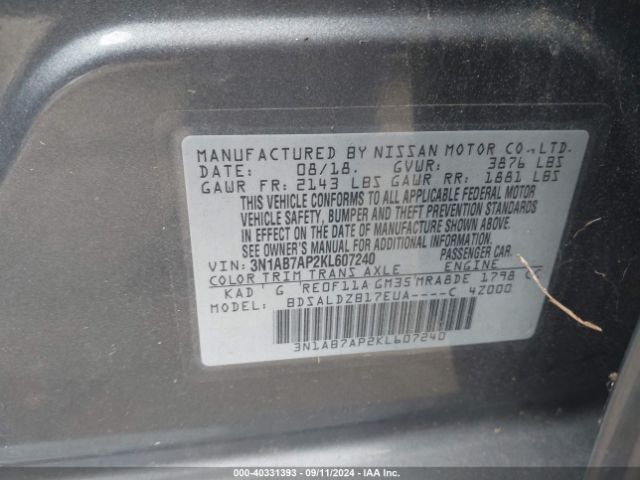 MANUFACTURED BY NISSAN MOTOR CO., LTD.
DATE: 08/18. GVWR: 3876 LBS
GAWR FR: 2143 LBS GAWR RR: 1881 LBS
THIS VEHICLE CONFORMS TO ALL APPLICABLE FEDERAL MOTOR
VEHICLE SAFETY, BUMPER AND THEFT PREVENTION STANDARDS
IN EFFECT ON THE DATE OF MANUFACTURE SHOWN ABOVE.
SEE OWNER'S MANUAL FOR ADDITIONAL INFORMATION
VIN: 3N1AB7AP2KL607240 PASSENGER CAR.
COLOR TRIM TRANS AXLE ENGINE
KAD G RE0F11A GM35 MRA8DE 1798 CC
BDSALDZB17EUA----C 4Z000
3N1AB7AP2KL607240
000-40331393 - 09/11/2024 - IAA Inc.